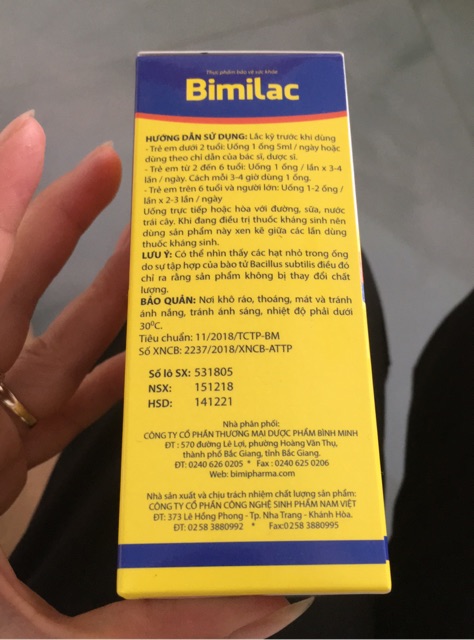 Thực phẩm bảo vệ sức khỏe
Bimilac
HƯỚNG DẪN SỬ DỤNG: Lắc kỹ trước khi dùng
- Trẻ em dưới 2 tuổi: Uống 1 ống 5ml / ngày hoặc
dùng theo chỉ dẫn của bác sĩ, dược sĩ.
- Trẻ em từ 2 đến 6 tuổi: Uống 1 ống / lần x 3-4
lần / ngày. Cách mỗi 3-4 giờ dùng 1 ống.
- Trẻ em trên 6 tuổi và người lớn: Uống 1-2 ống /
lần x 2-3 lần / ngày
Uống trực tiếp hoặc hòa với đường, sữa, nước
trái cây. Khi đang điều trị thuốc kháng sinh nên
dùng sản phẩm này xen kẽ giữa các lần dùng
thuốc kháng sinh.
LƯU Ý: Có thể nhìn thấy các hạt nhỏ trong ống
do sự tập hợp của bào tử Bacillus subtilis điều đó
chỉ ra rằng sản phẩm không bị thay đổi chất
lượng.
BẢO QUẢN: Nơi khô ráo, thoáng, mát và tránh
ánh nắng, tránh ánh sáng, nhiệt độ phải dưới
30⁰C.
Tiêu chuẩn: 11/2018/TCTP-BM
Số XNCB: 2237/2018/XNCB-ATTP
Số lô SX: 531805
NSX: 151218
HSD: 141221
Nhà phân phối:
CÔNG TY CỔ PHẦN THƯƠNG MẠI DƯỢC PHẨM BÌNH MINH
ĐT : 570 đường Lê Lợi, phường Hoàng Văn Thụ,
thành phố Bắc Giang, tỉnh Bắc Giang.
ĐT: 0240 626 0205 * Fax : 0240 625 0206
Web: bimipharma.com
Nhà sản xuất và chịu trách nhiệm chất lượng sản phẩm:
CÔNG TY CỔ PHẦN CÔNG NGHỆ SINH PHẨM NAM VIỆT
ĐT: 373 Lê Hồng Phong - Tp. Nha Trang - Khánh Hòa.
ĐT: 0258 3880992 * Fax:0258 3880995